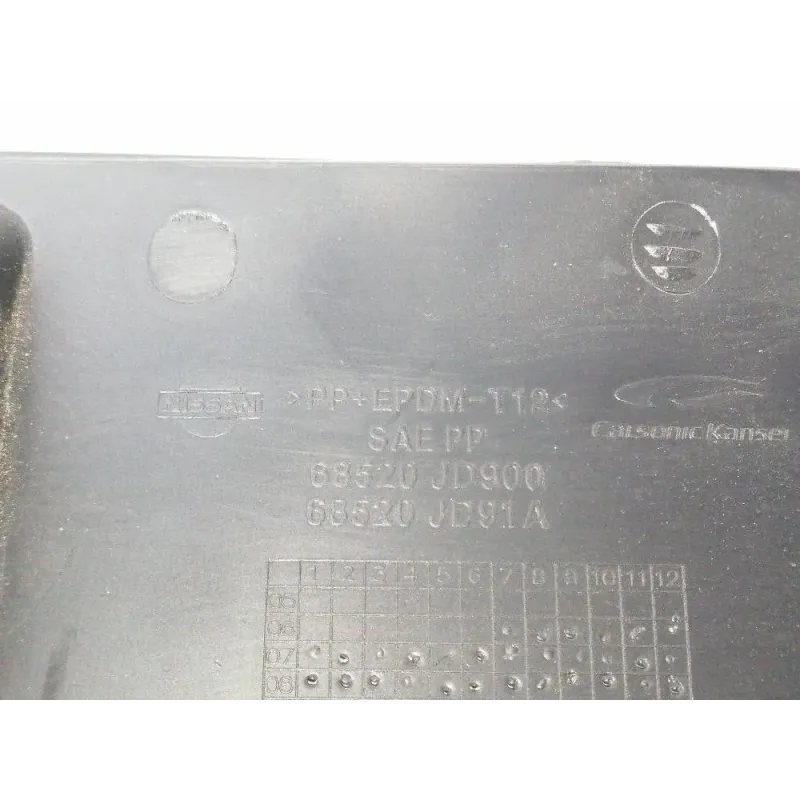 NISSAN >PP+EPDM-T12< CalsonicKansei
SAE PP
68520 JD900
68520 JD91A
1 2 3 4 5 6 7 8 9 10 11 12
05
06
07
08